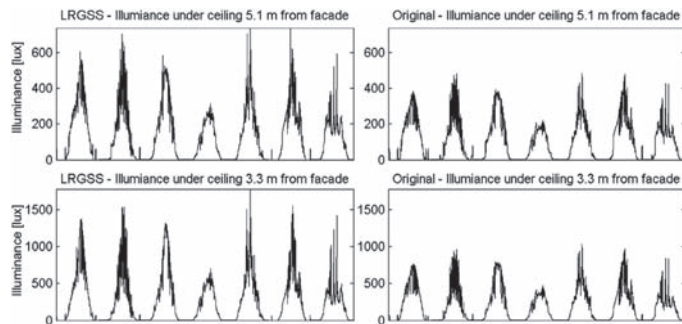 LRGSS - Illumiance under ceiling 5.1 m from facade
Original - Illumiance under ceiling 5.1 m from facade
Illuminance [lux]
600
400
200
0
600
400
200
0
LRGSS - Illumiance under ceiling 3.3 m from facade
Original - Illumiance under ceiling 3.3 m from facade
Illuminance [lux]
1500
1000
500
0
1500
1000
500
0